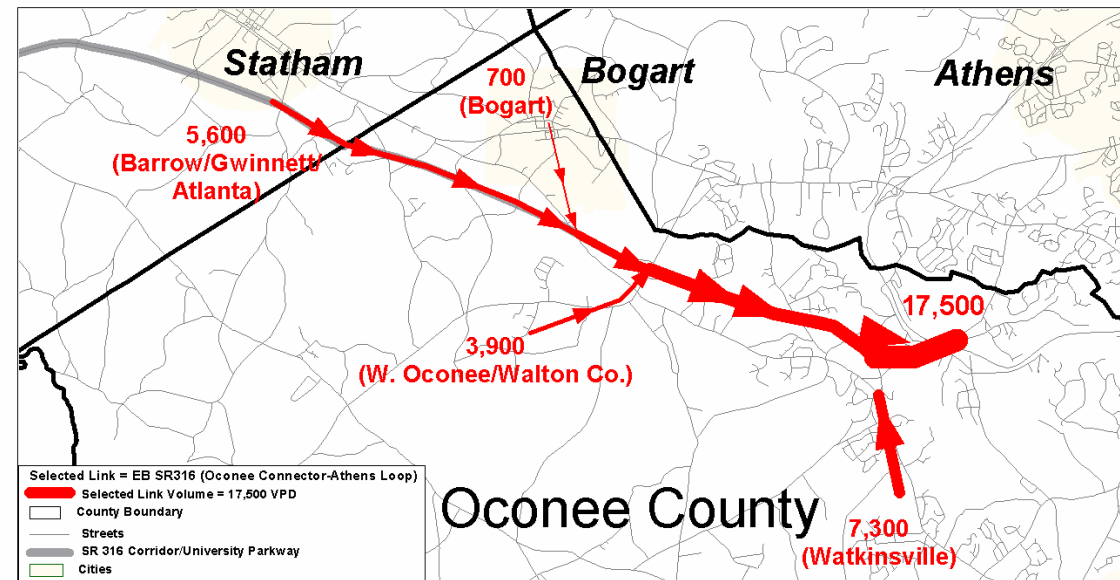 Statham
Bogart
Athens
700
(Bogart)
5,600
(Barrow/Gwinnett/
Atlanta)
17,500
3,900
(W. Oconee/Walton Co.)
Oconee County
7,300
(Watkinsville)
Selected Link = EB SR316 (Oconee Connector-Athens Loop)
Selected Link Volume = 17,500 VPD
County Boundary
Streets
SR 316 Corridor/University Parkway
Cities